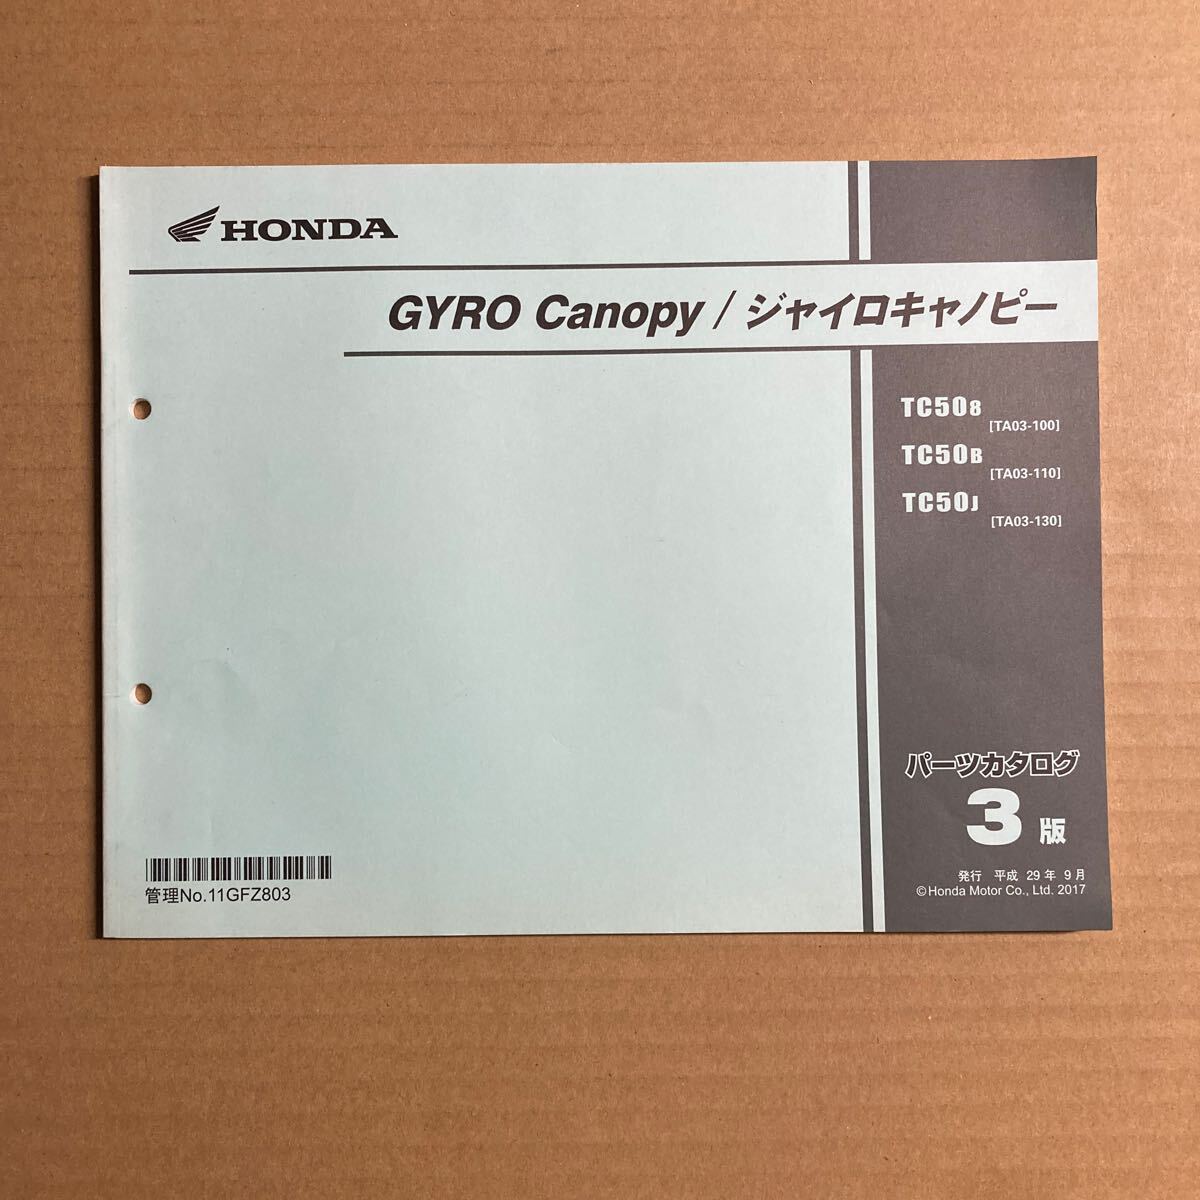 HONDA
GYRO Canopy / ジャイロキャノピー
TC508
[TA03-100]
TC50B
[TA03-110]
TC50J
[TA03-130]
パーツカタログ
3版
発行 平成 29年 9月
©Honda Motor Co., Ltd. 2017
管理No.11GFZ803